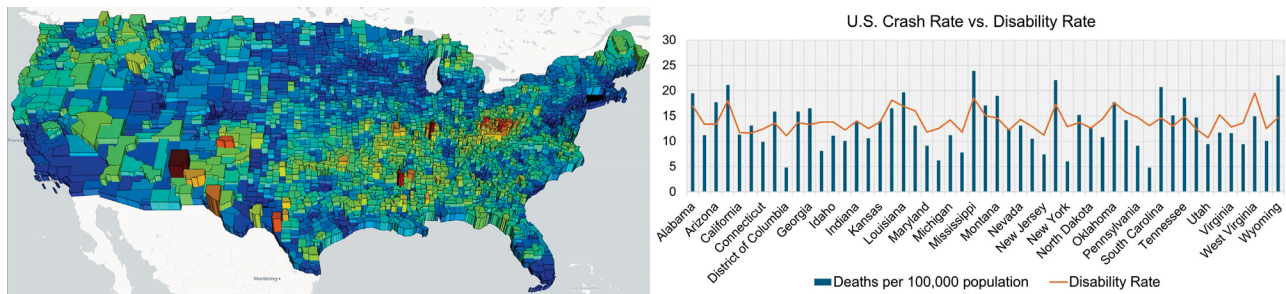 Monterrey
U.S. Crash Rate vs. Disability Rate
30
25
20
15
10
5
0
Alabama
Arizona
California
Connecticut
District of Columbia
Georgia
Idaho
Indiana
Kansas
Louisiana
Maryland
Michigan
Mississippi
Montana
Nevada
New Jersey
New York
North Dakota
Oklahoma
Pennsylvania
South Carolina
Tennessee
Utah
Virginia
West Virginia
Wyoming
Deaths per 100,000 population
Disability Rate